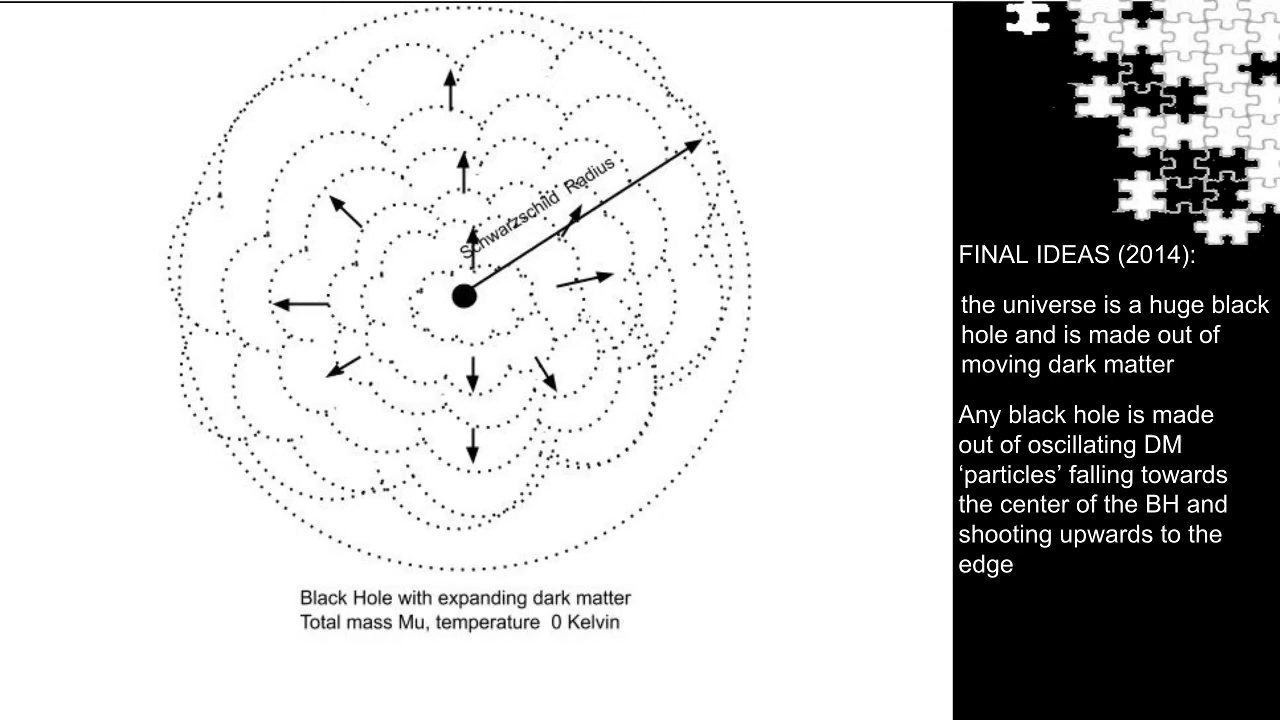 Schwarzschild Radius
Black Hole with expanding dark matter
Total mass Mu, temperature 0 Kelvin
FINAL IDEAS (2014):
the universe is a huge black
hole and is made out of
moving dark matter
Any black hole is made
out of oscillating DM
‘particles’ falling towards
the center of the BH and
shooting upwards to the
edge